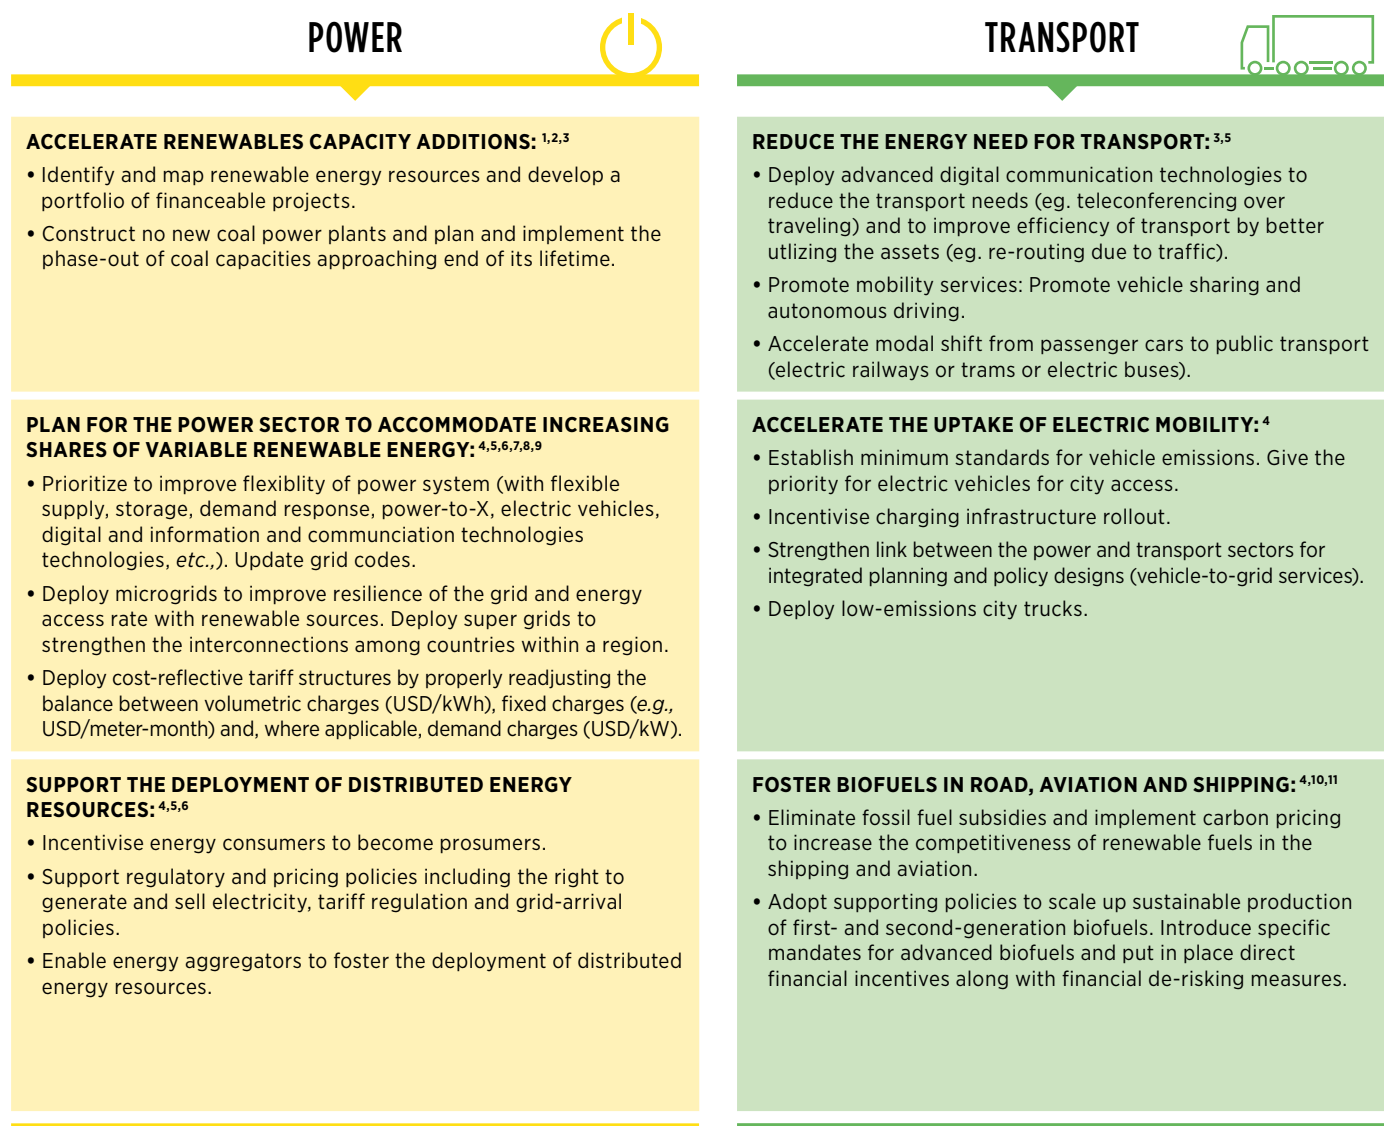 POWER
ACCELERATE RENEWABLES CAPACITY ADDITIONS: 1,2,3
• Identify and map renewable energy resources and develop a
portfolio of financeable projects.
• Construct no new coal power plants and plan and implement the
phase-out of coal capacities approaching end of its lifetime.
PLAN FOR THE POWER SECTOR TO ACCOMMODATE INCREASING
SHARES OF VARIABLE RENEWABLE ENERGY: 4,5,6,7,8,9
• Prioritize to improve flexiblity of power system (with flexible
supply, storage, demand response, power-to-X, electric vehicles,
digital and information and communciation technologies
technologies, etc.,). Update grid codes.
• Deploy microgrids to improve resilience of the grid and energy
access rate with renewable sources. Deploy super grids to
strengthen the interconnections among countries within a region.
• Deploy cost-reflective tariff structures by properly readjusting the
balance between volumetric charges (USD/kWh), fixed charges (e.g.,
USD/meter-month) and, where applicable, demand charges (USD/kW).
SUPPORT THE DEPLOYMENT OF DISTRIBUTED ENERGY
RESOURCES: 4,5,6
• Incentivise energy consumers to become prosumers.
• Support regulatory and pricing policies including the right to
generate and sell electricity, tariff regulation and grid-arrival
policies.
• Enable energy aggregators to foster the deployment of distributed
energy resources.
TRANSPORT
REDUCE THE ENERGY NEED FOR TRANSPORT: 3,5
• Deploy advanced digital communication technologies to
reduce the transport needs (eg. teleconferencing over
traveling) and to improve efficiency of transport by better
utlizing the assets (eg. re-routing due to traffic).
• Promote mobility services: Promote vehicle sharing and
autonomous driving.
• Accelerate modal shift from passenger cars to public transport
(electric railways or trams or electric buses).
ACCELERATE THE UPTAKE OF ELECTRIC MOBILITY: 4
• Establish minimum standards for vehicle emissions. Give the
priority for electric vehicles for city access.
• Incentivise charging infrastructure rollout.
• Strengthen link between the power and transport sectors for
integrated planning and policy designs (vehicle-to-grid services).
• Deploy low-emissions city trucks.
FOSTER BIOFUELS IN ROAD, AVIATION AND SHIPPING: 4,10,11
• Eliminate fossil fuel subsidies and implement carbon pricing
to increase the competitiveness of renewable fuels in the
shipping and aviation.
• Adopt supporting policies to scale up sustainable production
of first- and second-generation biofuels. Introduce specific
mandates for advanced biofuels and put in place direct
financial incentives along with financial de-risking measures.